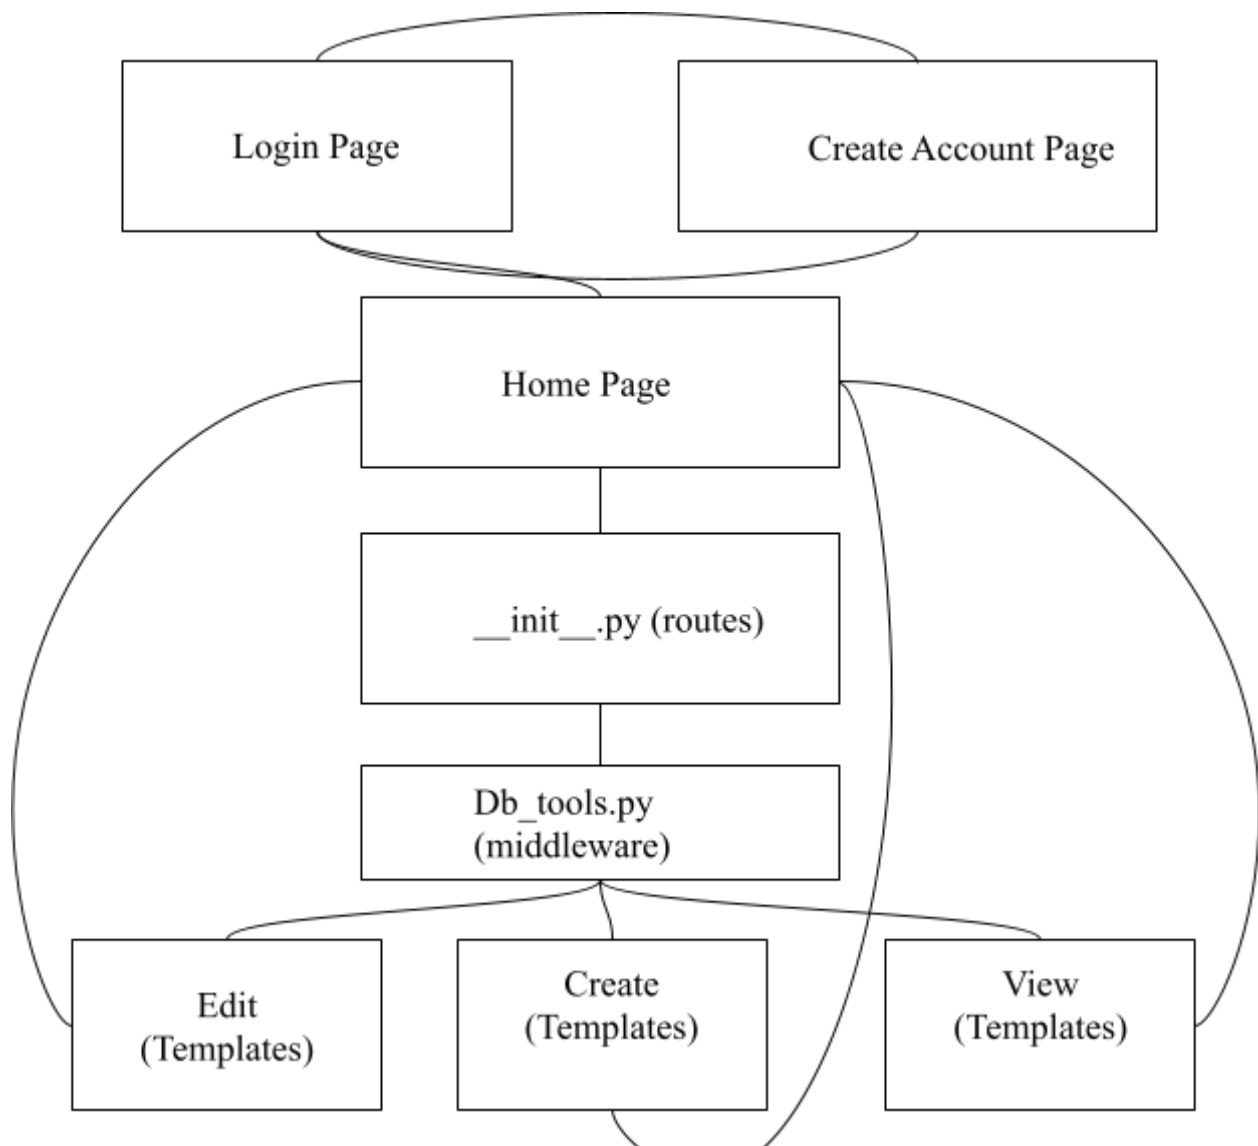 Login Page
Create Account Page
Home Page
__init__.py (routes)
Db_tools.py
(middleware)
Edit
(Templates)
Create
(Templates)
View
(Templates)